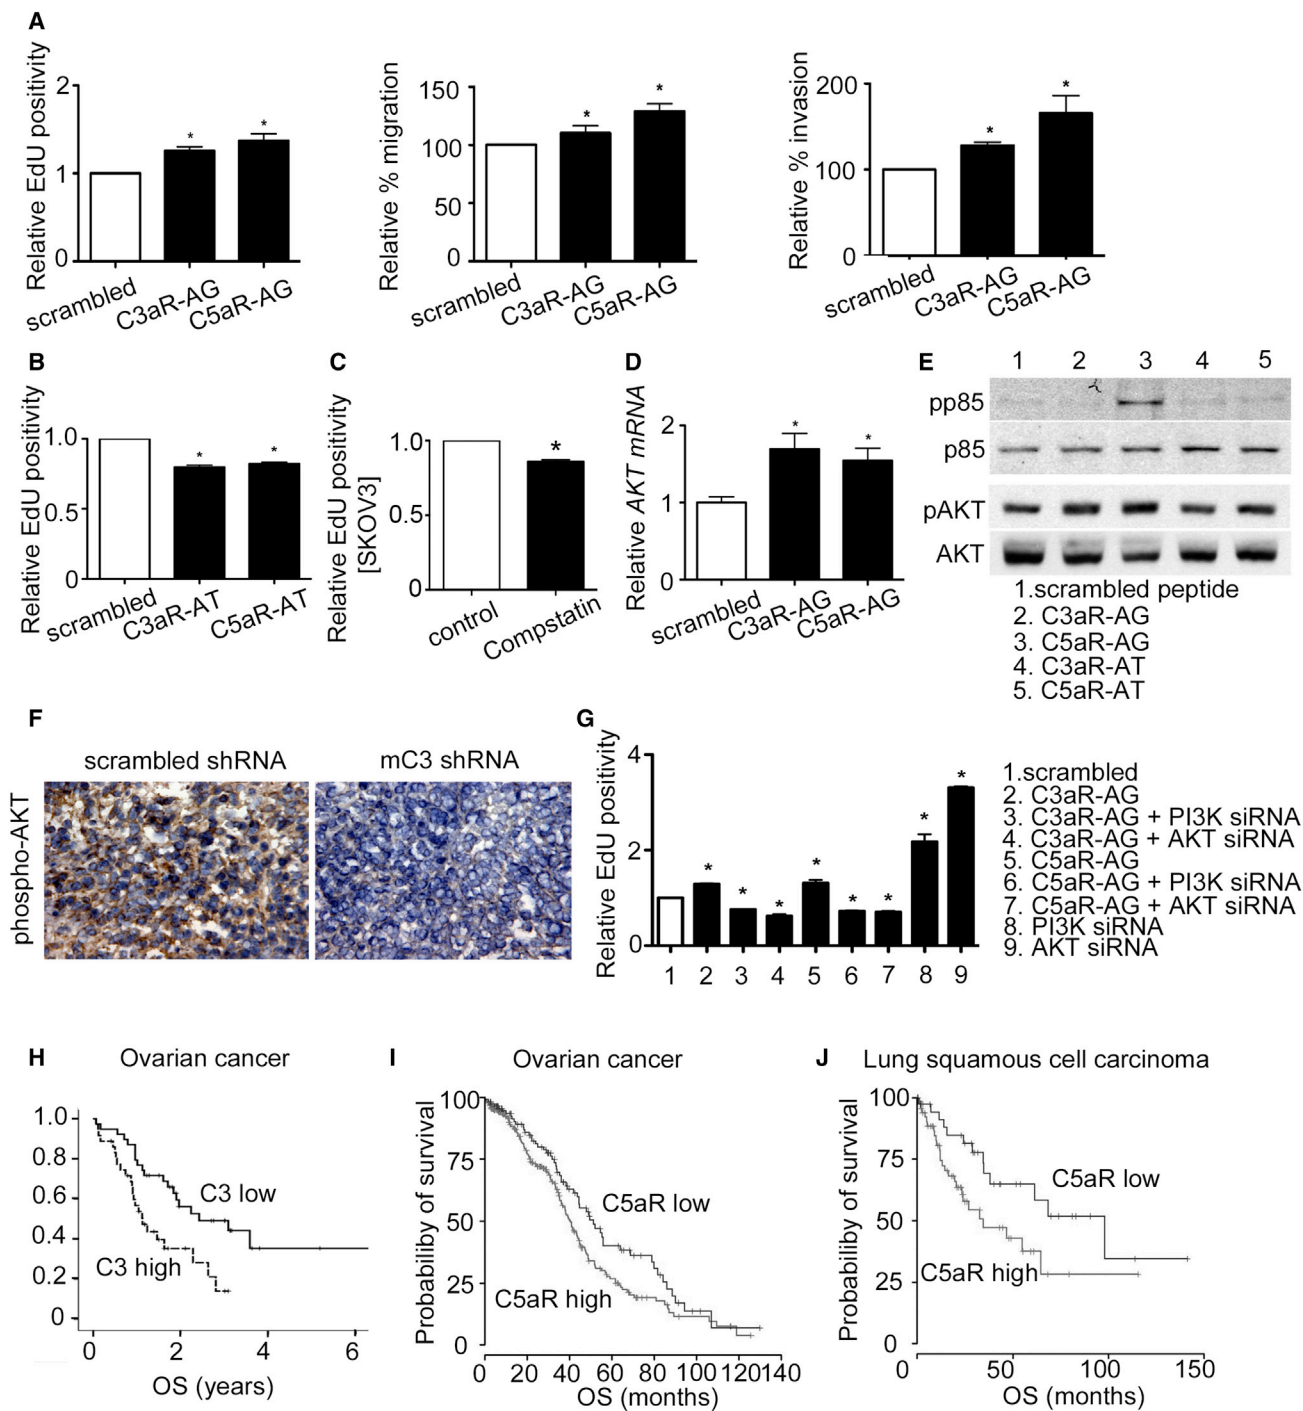 A
Relative EdU positivity
2
1
0
* *
scrambled
C3aR-AG
C5aR-AG
Relative % migration
150
100
50
0
* *
scrambled
C3aR-AG
C5aR-AG
Relative % invasion
200
100
0
* *
scrambled
C3aR-AG
C5aR-AG
B
Relative EdU positivity
1.0
0.5
0
* *
scrambled
C3aR-AT
C5aR-AT
C
Relative EdU positivity
[SKOV3]
1.0
0.5
0
*
control
Compstatin
D
Relative AKT mRNA
2
1
0
* *
scrambled
C3aR-AG
C5aR-AG
E
1 2 3 4 5
pp85
p85
pAKT
AKT
1.scrambled peptide
2. C3aR-AG
3. C5aR-AG
4. C3aR-AT
5. C5aR-AT
F
scrambled shRNA mC3 shRNA
phospho-AKT
G
Relative EdU positivity
4
2
0
* * * * * * * *
1 2 3 4 5 6 7 8 9
1.scrambled
2. C3aR-AG
3. C3aR-AG + PI3K siRNA
4. C3aR-AG + AKT siRNA
5. C5aR-AG
6. C5aR-AG + PI3K siRNA
7. C5aR-AG + AKT siRNA
8. PI3K siRNA
9. AKT siRNA
H Ovarian cancer
1.0
0.8
0.6
0.4
0.2
0
C3 low
C3 high
0 2 4 6
OS (years)
I Ovarian cancer
Probability of survival
100
75
50
25
0
C5aR low
C5aR high
0 20 40 60 80 100 120 140
OS (months)
J Lung squamous cell carcinoma
Probabiliby of survival
100
75
50
25
0
C5aR low
C5aR high
0 50 100 150
OS (months)